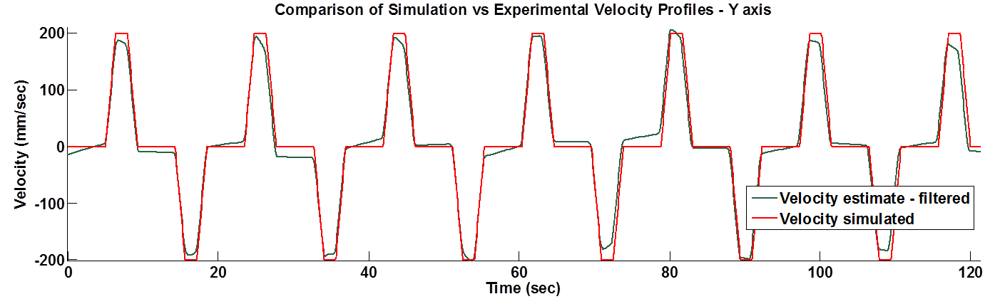 Comparison of Simulation vs Experimental Velocity Profiles - Y axis
200
100
0
-100
-200
Velocity (mm/sec)
Velocity estimate - filtered
Velocity simulated
0 20 40 60 80 100 120
Time (sec)